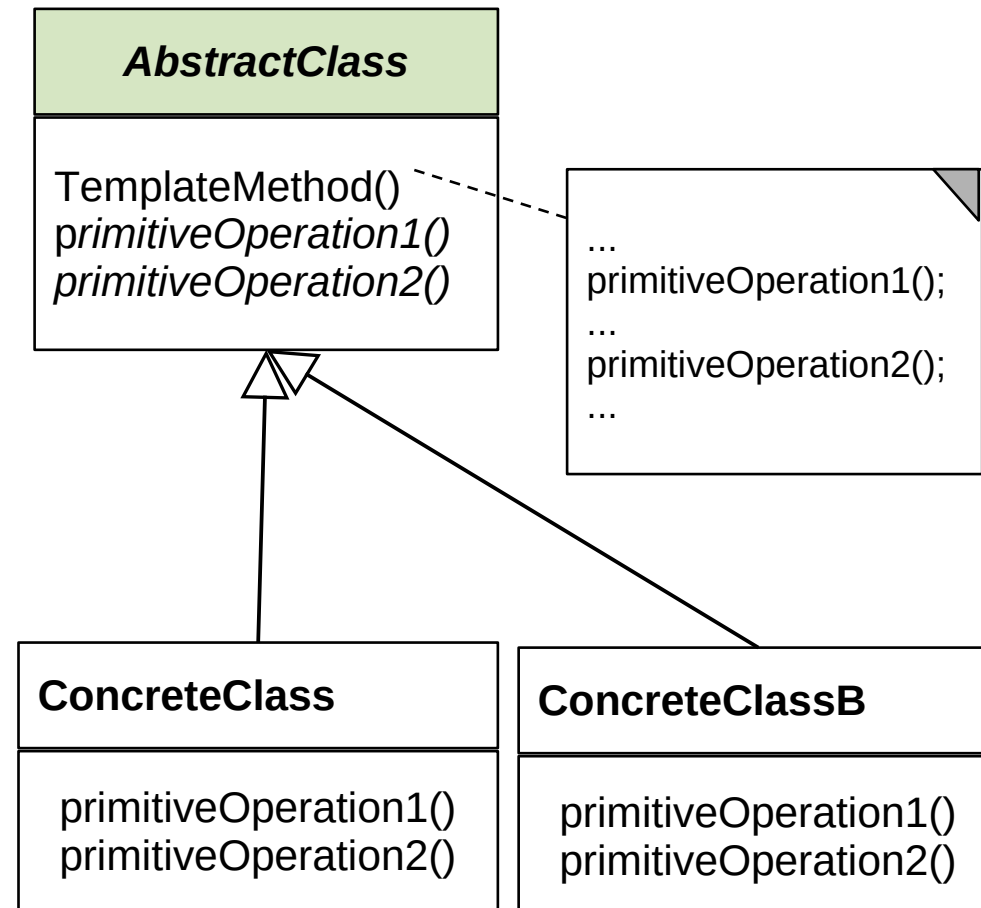 AbstractClass
TemplateMethod()
primitiveOperation1()
primitiveOperation2()
...
primitiveOperation1();
...
primitiveOperation2();
...
ConcreteClass
primitiveOperation1()
primitiveOperation2()
ConcreteClassB
primitiveOperation1()
primitiveOperation2()